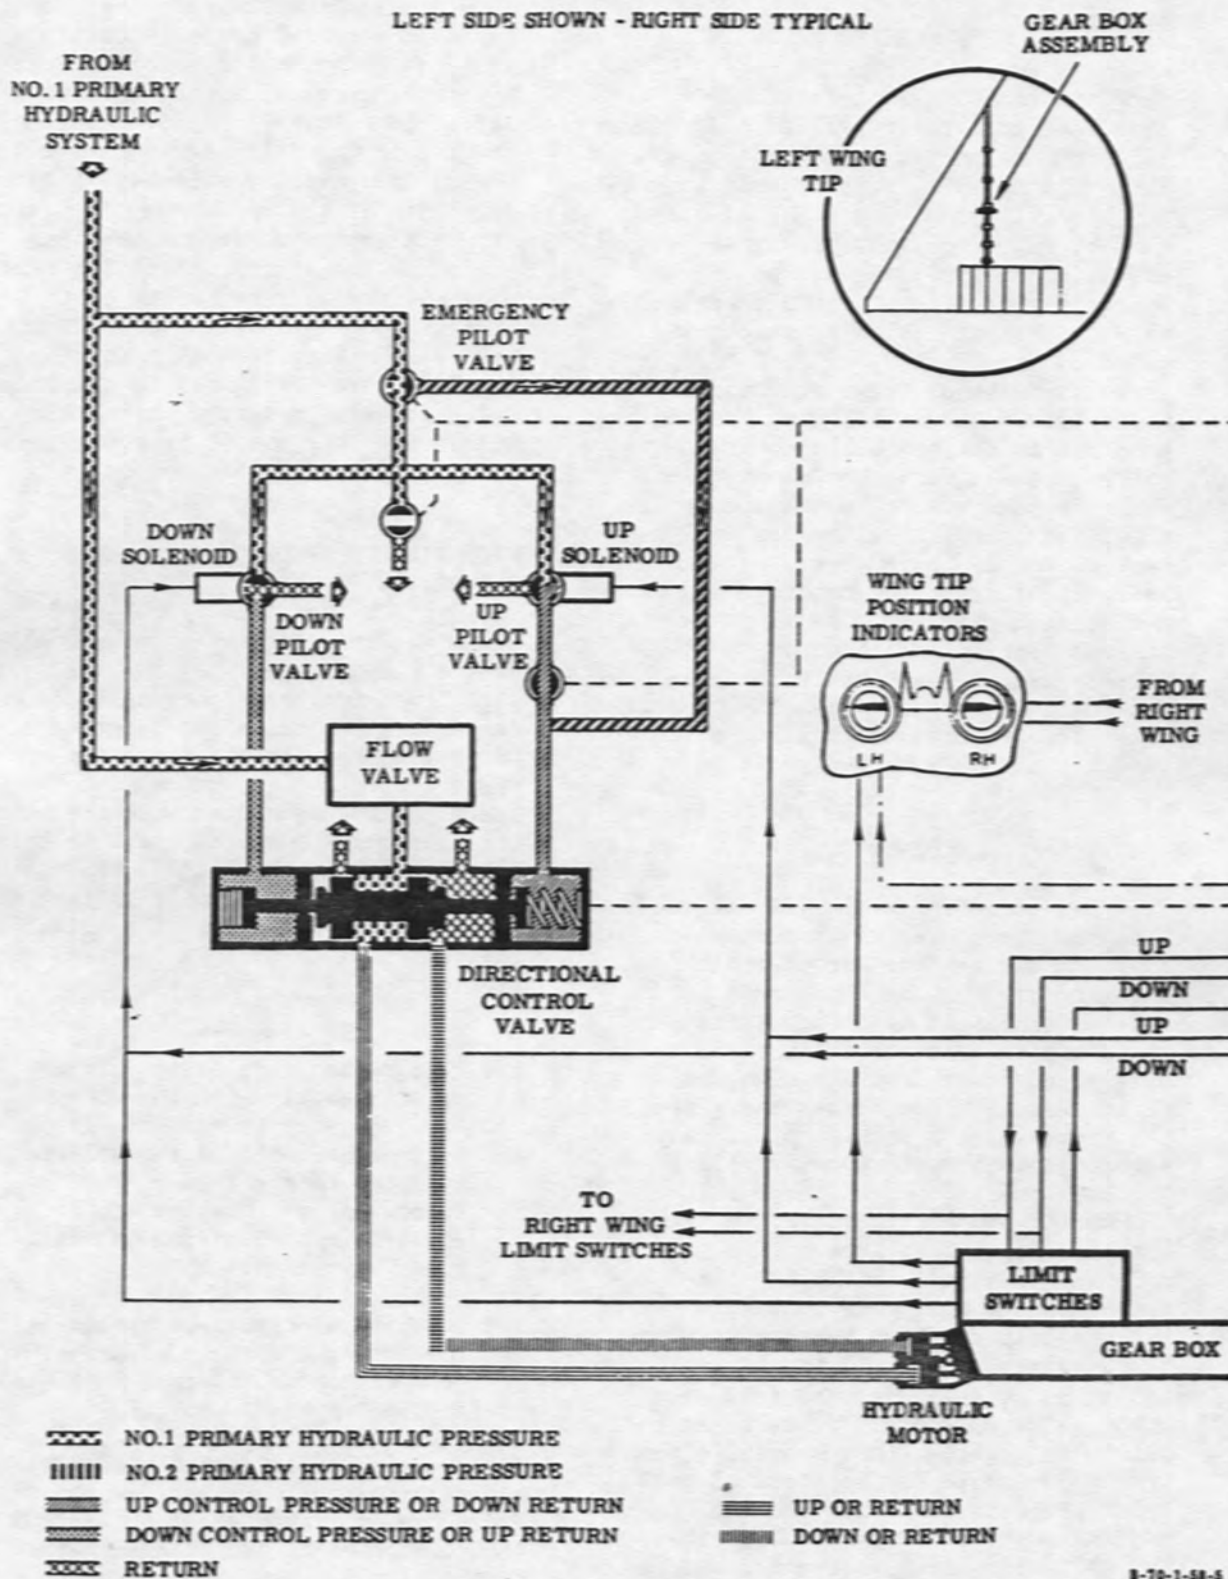 LEFT SIDE SHOWN - RIGHT SIDE TYPICAL
GEAR BOX
ASSEMBLY
FROM
NO. 1 PRIMARY
HYDRAULIC
SYSTEM
LEFT WING
TIP
EMERGENCY
PILOT
VALVE
DOWN
SOLENOID
UP
SOLENOID
DOWN
PILOT
VALVE
UP
PILOT
VALVE
WING TIP
POSITION
INDICATORS
FROM
RIGHT
WING
LH
RH
FLOW
VALVE
DIRECTIONAL
CONTROL
VALVE
UP
DOWN
UP
DOWN
TO
RIGHT WING
LIMIT SWITCHES
LIMIT
SWITCHES
GEAR BOX
HYDRAULIC
MOTOR
NO.1 PRIMARY HYDRAULIC PRESSURE
NO.2 PRIMARY HYDRAULIC PRESSURE
UP CONTROL PRESSURE OR DOWN RETURN
DOWN CONTROL PRESSURE OR UP RETURN
RETURN
UP OR RETURN
DOWN OR RETURN
B-70-1-58-5